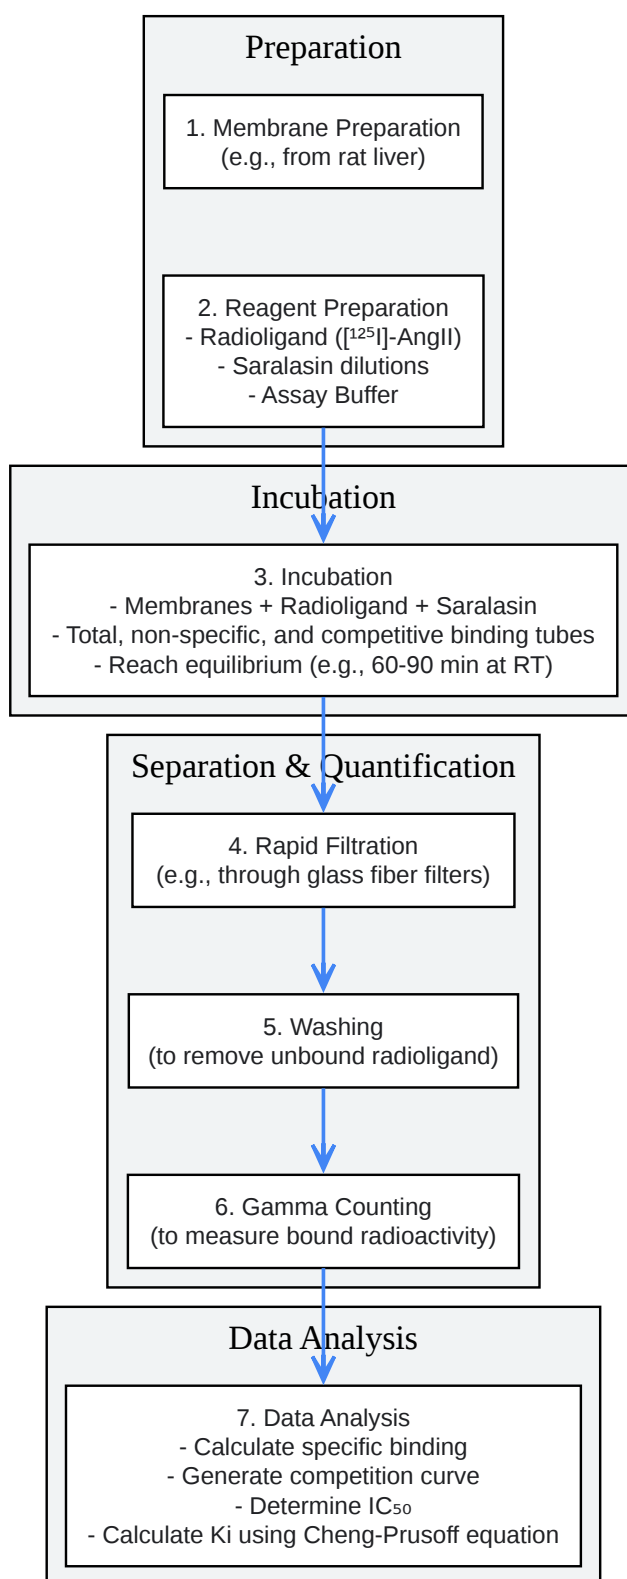 Preparation
1. Membrane Preparation
(e.g., from rat liver)
2. Reagent Preparation
- Radioligand ([¹²⁵I]-AngII)
- Saralasin dilutions
- Assay Buffer
Incubation
3. Incubation
- Membranes + Radioligand + Saralasin
- Total, non-specific, and competitive binding tubes
- Reach equilibrium (e.g., 60-90 min at RT)
Separation & Quantification
4. Rapid Filtration
(e.g., through glass fiber filters)
5. Washing
(to remove unbound radioligand)
6. Gamma Counting
(to measure bound radioactivity)
Data Analysis
7. Data Analysis
- Calculate specific binding
- Generate competition curve
- Determine IC₅₀
- Calculate Ki using Cheng-Prusoff equation